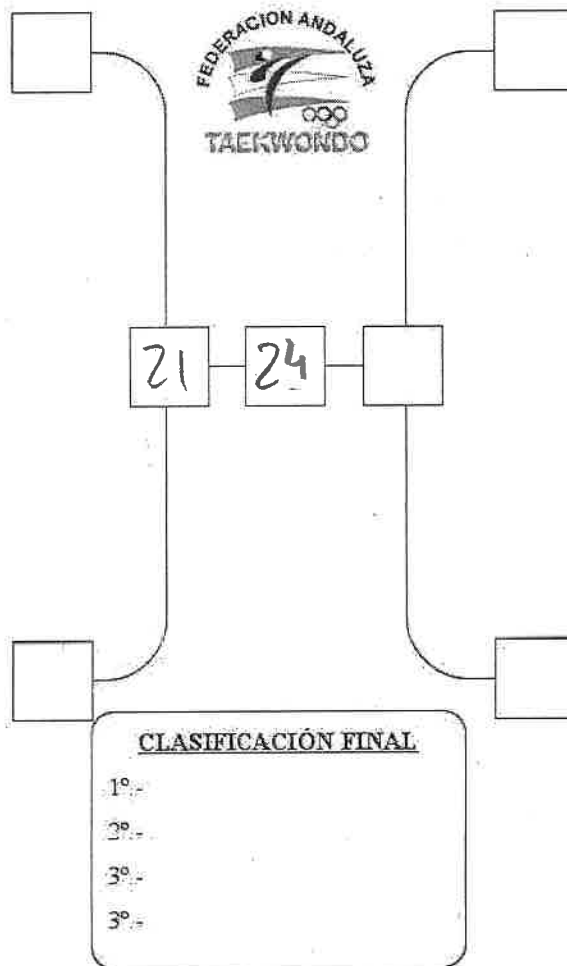 FEDERACION ANDALUZA
TAEKWONDO
21 24
CLASIFICACIÓN FINAL
1º.-
2º.-
3º.-
3º.-